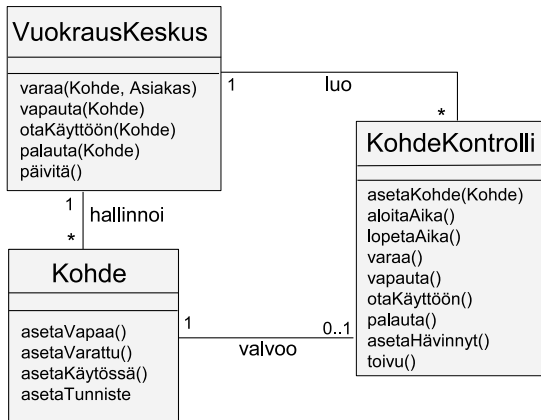 VuokrausKeskus
varaa(Kohde, Asiakas)
vapauta(Kohde)
otaKäyttöön(Kohde)
palauta(Kohde)
päivitä()
1
luo
*
KohdeKontrolli
asetaKohde(Kohde)
aloitaAika()
lopetaAika()
varaa()
vapauta()
otaKäyttöön()
palauta()
asetaHävinnyt()
toivu()
1
hallinnoi
*
Kohde
asetaVapaa()
asetaVarattu()
asetaKäytössä()
asetaTunniste
1
valvoo
0..1